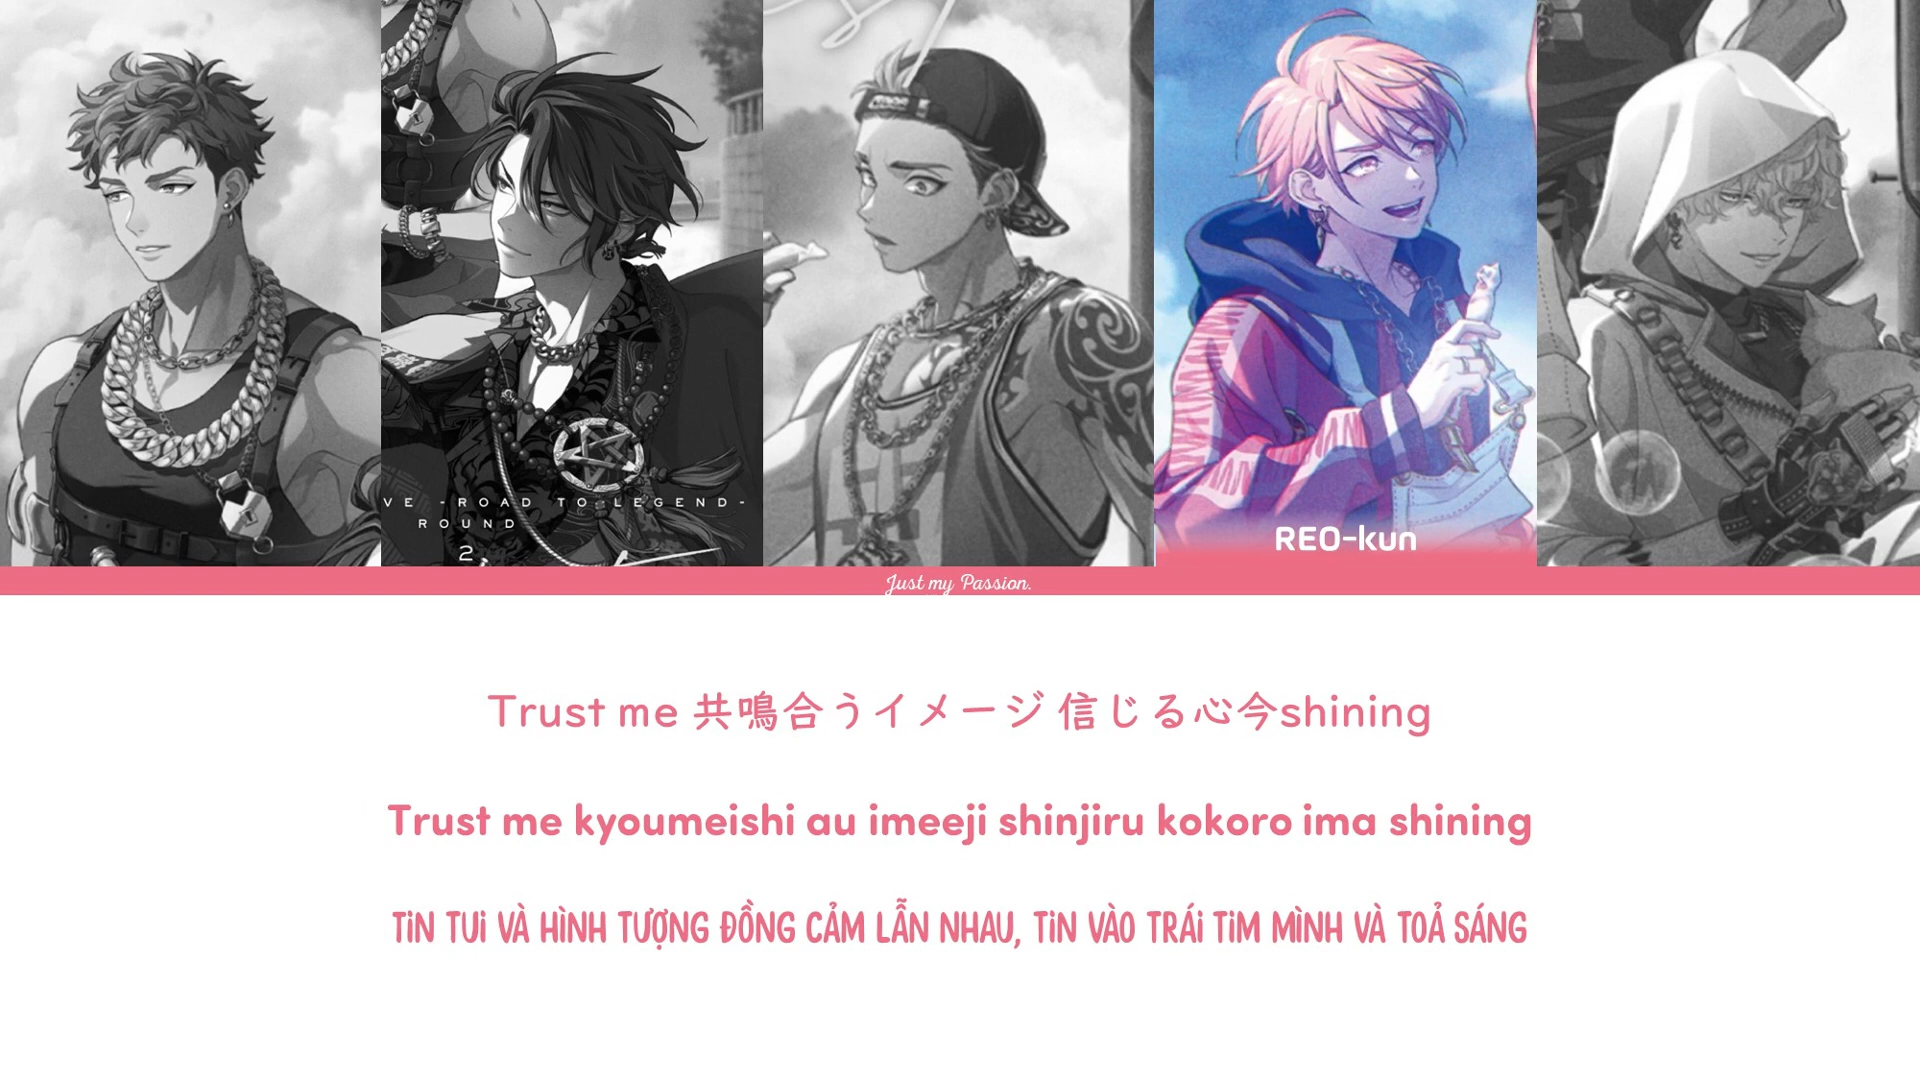 VE -ROAD TO LEGEND-
ROUND
2.
REO-kun
Just my Passion.
Trust me 共鳴合うイメージ 信じる心今shining
Trust me kyoumeishi au imeeji shinjiru kokoro ima shining
TiN TUi VÀ HÌNH TƯỢNG ĐỒNG CẢM LẪN NHAU, TiN VÀO TRÁi TiM MÌNH VÀ TOẢ SÁNG